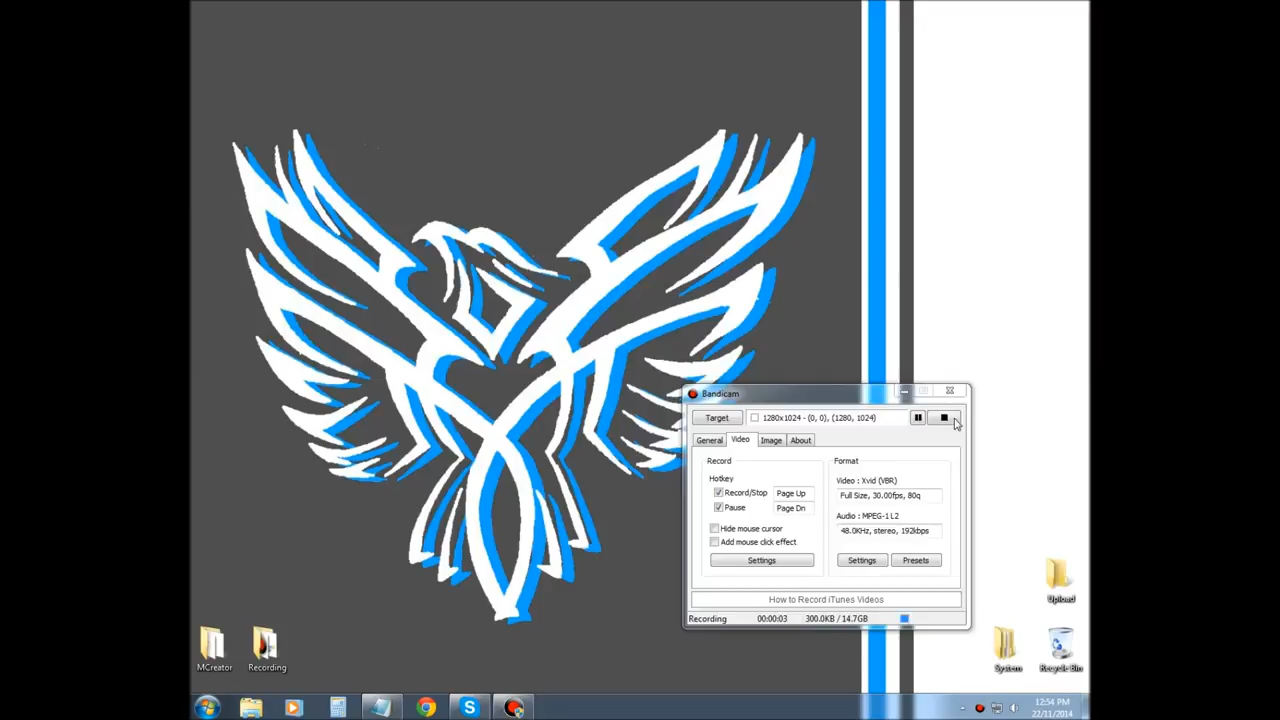 Bandicam
Target
1280x1024 - (0, 0), (1280, 1024)
General Video Image About
Record
Hotkey
Record/Stop Page Up
Pause Page Dn
Hide mouse cursor
Add mouse click effect
Settings
Format
Video : Xvid (VBR)
Full Size, 30.00fps, 80q
Audio : MPEG-1 L2
48.0KHz, stereo, 192kbps
Settings Presets
How to Record iTunes Videos
Recording 00:00:03 300.0KB / 14.7GB
Upload
MCreator Recording System Recycle Bin
12:54 PM
22/11/2014